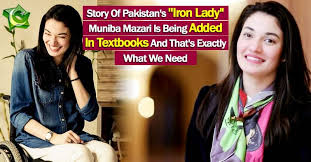 Story Of Pakistan's "Iron Lady"
Muniba Mazari Is Being Added
In Textbooks And That's Exactly
What We Need